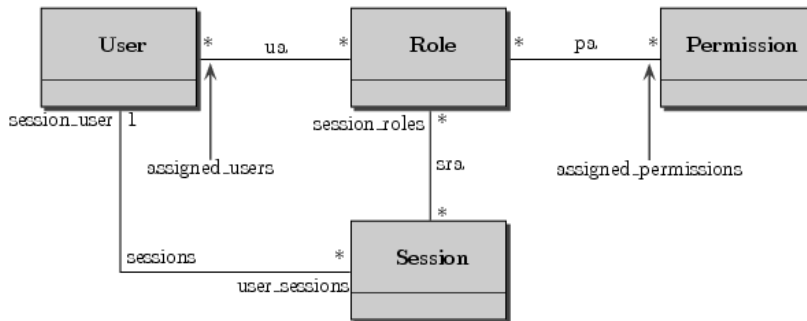 User
* ua *
Role
* pa *
Permission
session_user 1
session_roles *
assigned_users
sra
assigned_permissions
*
sessions
*
Session
user_sessions